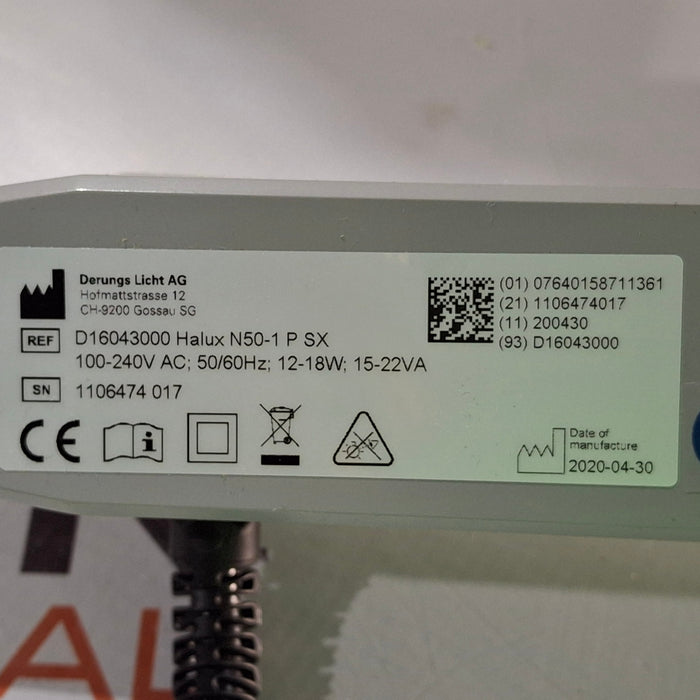 Derungs Licht AG
Hofmattstrasse 12
CH-9200 Gossau SG
REF D16043000 Halux N50-1 P SX
100-240V AC; 50/60Hz; 12-18W; 15-22VA
SN 1106474 017
CE
(01) 07640158711361
(21) 1106474017
(11) 200430
(93) D16043000
Date of
manufacture
2020-04-30
AL